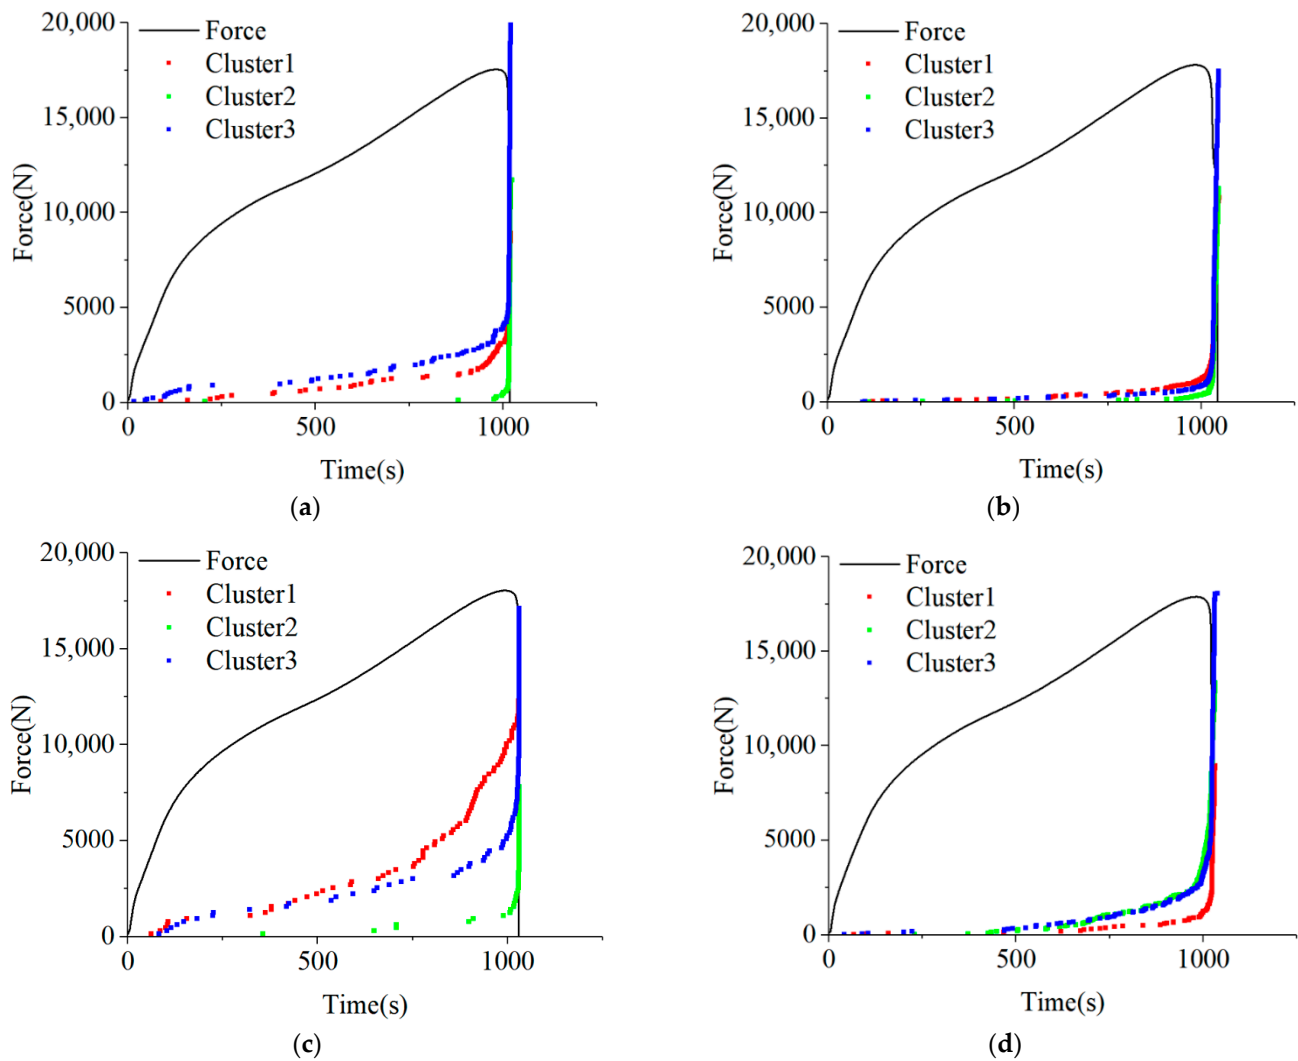 20,000
15,000
10,000
5000
0
Force(N)
Force
Cluster1
Cluster2
Cluster3
0
500
1000
Time(s)
(a)
20,000
15,000
10,000
5000
0
Force(N)
Force
Cluster1
Cluster2
Cluster3
0
500
1000
Time(s)
(b)
20,000
15,000
10,000
5000
0
Force(N)
Force
Cluster1
Cluster2
Cluster3
0
500
1000
Time(s)
(c)
20,000
15,000
10,000
5000
0
Force(N)
Force
Cluster1
Cluster2
Cluster3
0
500
1000
Time(s)
(d)